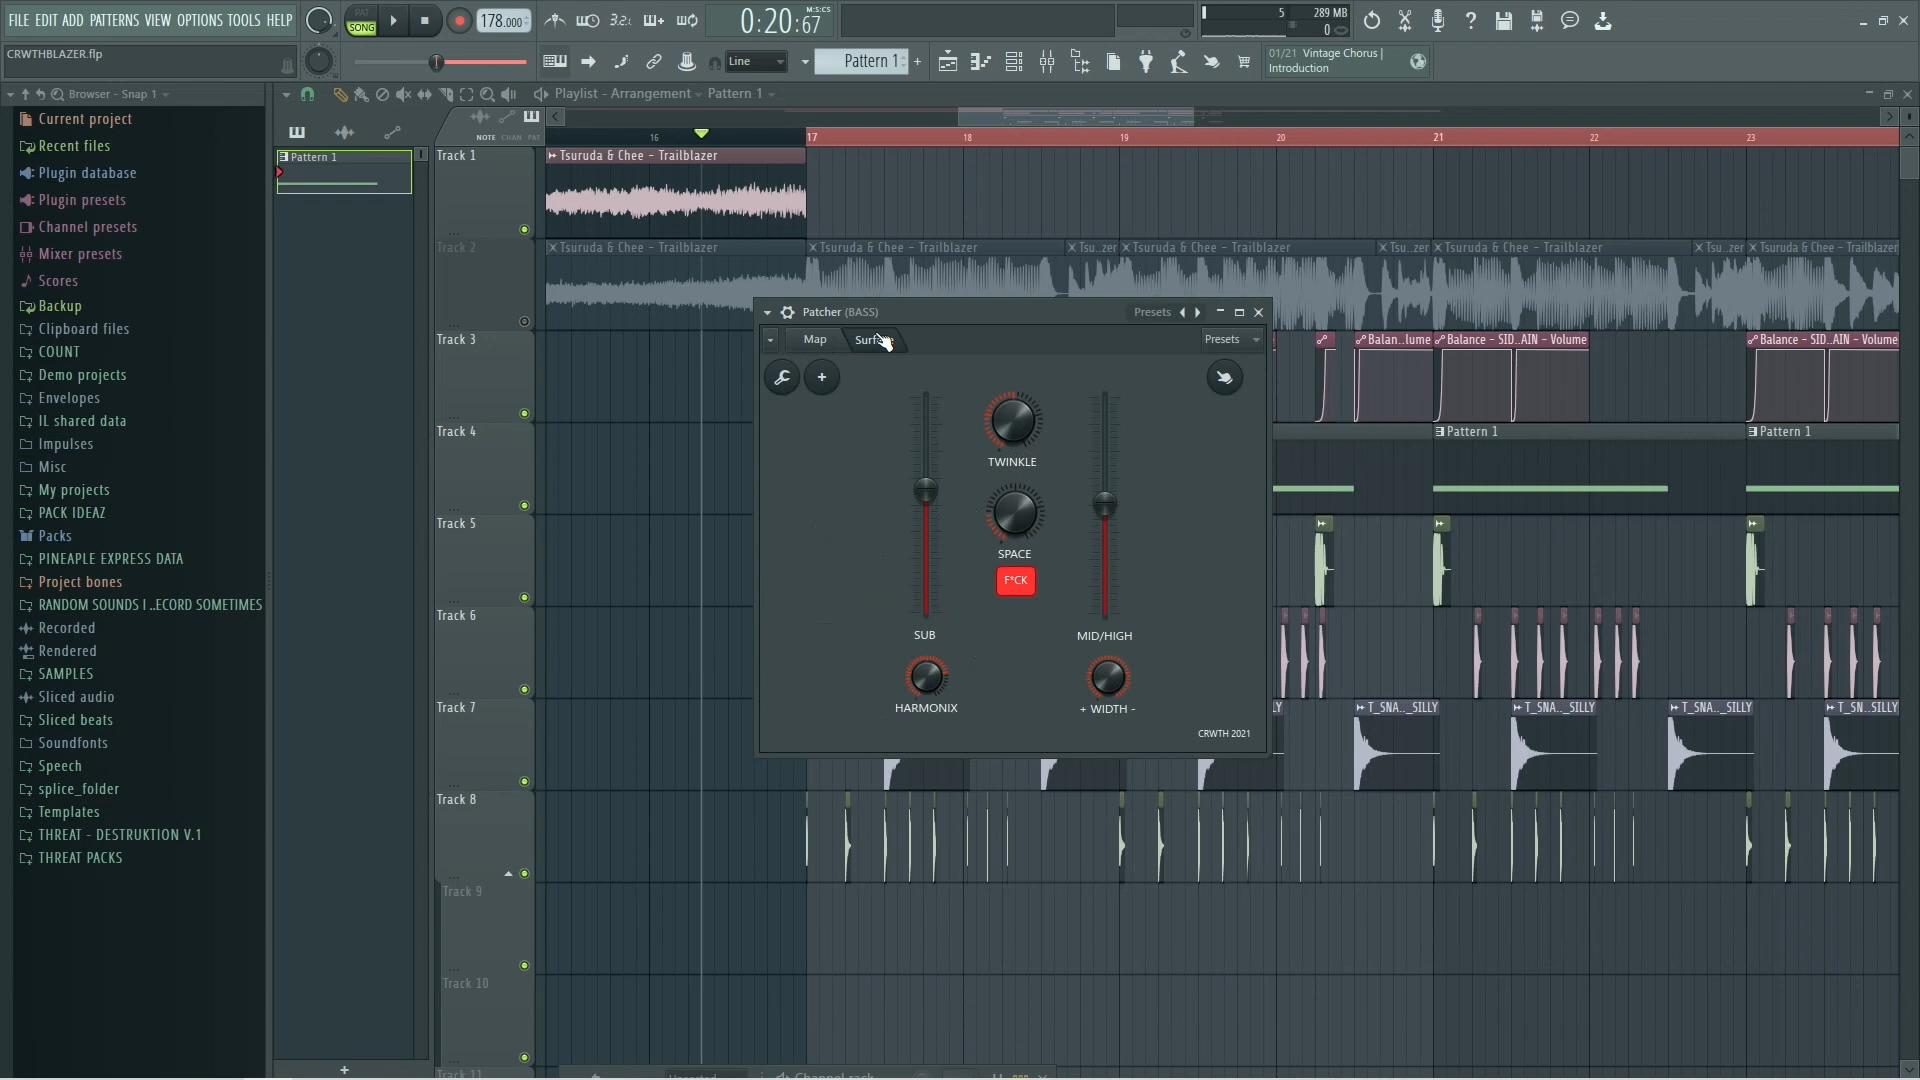 FILE EDIT ADD PATTERNS VIEW OPTIONS TOOLS HELP
PAT
SONG
178.000
3.2.
M:S:CS
0:20:67
5
289 MB
0
CRWTHBLAZER.flp
Line
Pattern 1
+
01/21 Vintage Chorus |
Introduction
Browser - Snap 1
Playlist - Arrangement
Pattern 1
Current project
Recent files
Plugin database
Plugin presets
Channel presets
Mixer presets
Scores
Backup
Clipboard files
COUNT
Demo projects
Envelopes
IL shared data
Impulses
Misc
My projects
PACK IDEAZ
Packs
PINEAPLE EXPRESS DATA
Project bones
RANDOM SOUNDS I ..ECORD SOMETIMES
Recorded
Rendered
SAMPLES
Sliced audio
Sliced beats
Soundfonts
Speech
splice_folder
Templates
THREAT - DESTRUKTION V.1
THREAT PACKS
Pattern 1
+
NOTE CHAN PAT
16
17
18
19
20
21
22
23
Track 1
Tsuruda & Chee - Trailblazer
Track 2
Tsuruda & Chee - Trailblazer
Tsuruda & Chee - Trailblazer
Tsu..zer
Tsuruda & Chee - Trailblazer
Tsu..zer
Tsuruda & Chee - Trailblazer
Tsu..zer
Tsuruda & Chee - Trailblazer
Track 3
Balan..lume
Balance - SID..AIN - Volume
Balance - SID..AIN - Volume
Track 4
Pattern 1
Pattern 1
Track 5
Track 6
Track 7
LY
T_SNA.._SILLY
T_SNA.._SILLY
T_SNA.._SILLY
T_SN..SILLY
Track 8
Track 9
Track 10
Track 11
Patcher (BASS)
Presets
Map
Presets
TWINKLE
SPACE
F*CK
SUB
MID/HIGH
HARMONIX
+ WIDTH -
CRWTH 2021
Channel rack